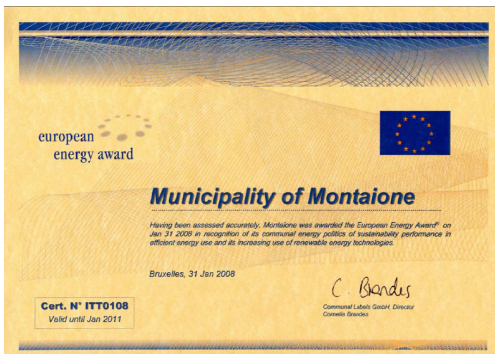 european
energy award
Municipality of Montaione
Having been assessed accurately, Montaione was awarded the European Energy Award® on
Jan 31 2008 in recognition of its communal energy politics of sustainability performance in
efficient energy use and its increasing use of renewable energy technologies.
Bruxelles, 31 Jan 2008
C. Brandes
Communal Labels GmbH, Director
Cornelia Brandes
Cert. N° ITT0108
Valid until Jan 2011